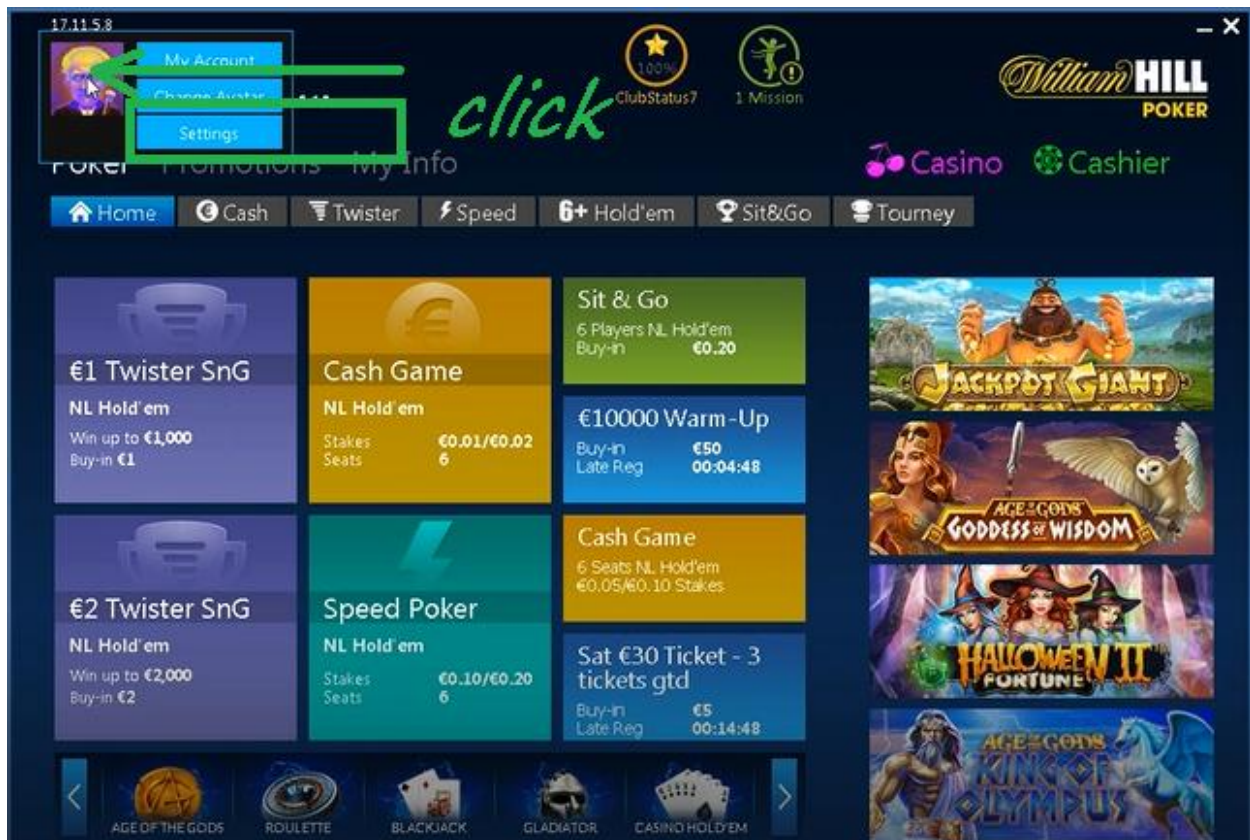 17.11.5.8
My Account
Change Avatar
Settings
click
100%
ClubStatus7
1 Mission
William HILL
POKER
Poker Promotions My Info
Casino Cashier
Home Cash Twister Speed 6+ Hold'em Sit&Go Tourney
€1 Twister SnG
NL Hold'em
Win up to €1,000
Buy-in €1
Cash Game
NL Hold'em
Stakes €0.01/€0.02
Seats 6
Sit & Go
6 Players NL Hold'em
Buy-in €0.20
€10000 Warm-Up
Buy-in €50
Late Reg 00:04:48
€2 Twister SnG
NL Hold'em
Win up to €2,000
Buy-in €2
Speed Poker
NL Hold'em
Stakes €0.10/€0.20
Seats 6
Cash Game
6 Seats NL Hold'em
€0.05/€0.10 Stakes
Sat €30 Ticket - 3
tickets gtd
Buy-in €5
Late Reg 00:14:48
JACKPOT GIANT
AGE OF THE GODS
GODDESS OF WISDOM
HALLOWEEN II
FORTUNE
AGE OF THE GODS
KING OF
OLYMPUS
AGE OF THE GODS
ROULETTE
BLACKJACK
GLADIATOR
CASINO HOLD'EM